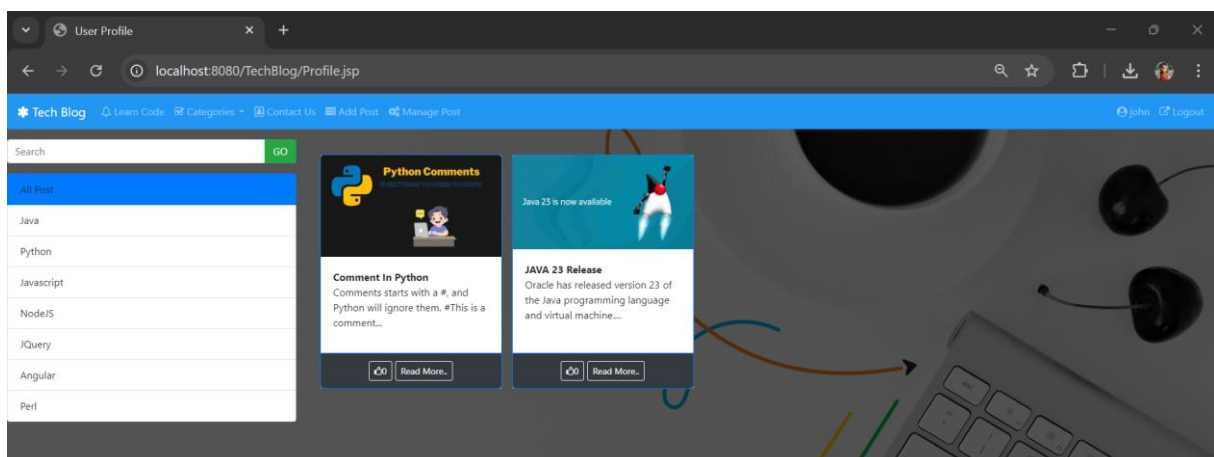 User Profile
localhost:8080/TechBlog/Profile.jsp
Tech Blog Learn Code Categories Contact Us Add Post Manage Post john Logout
Search GO
All Post
Java
Python
Javascript
NodeJS
JQuery
Angular
Perl
Python Comments
Comment In Python
Comments starts with a #, and
Python will ignore them. #This is a
comment...
0 Read More..
Java 23 is now available
JAVA 23 Release
Oracle has released version 23 of
the Java programming language
and virtual machine....
0 Read More..
esc